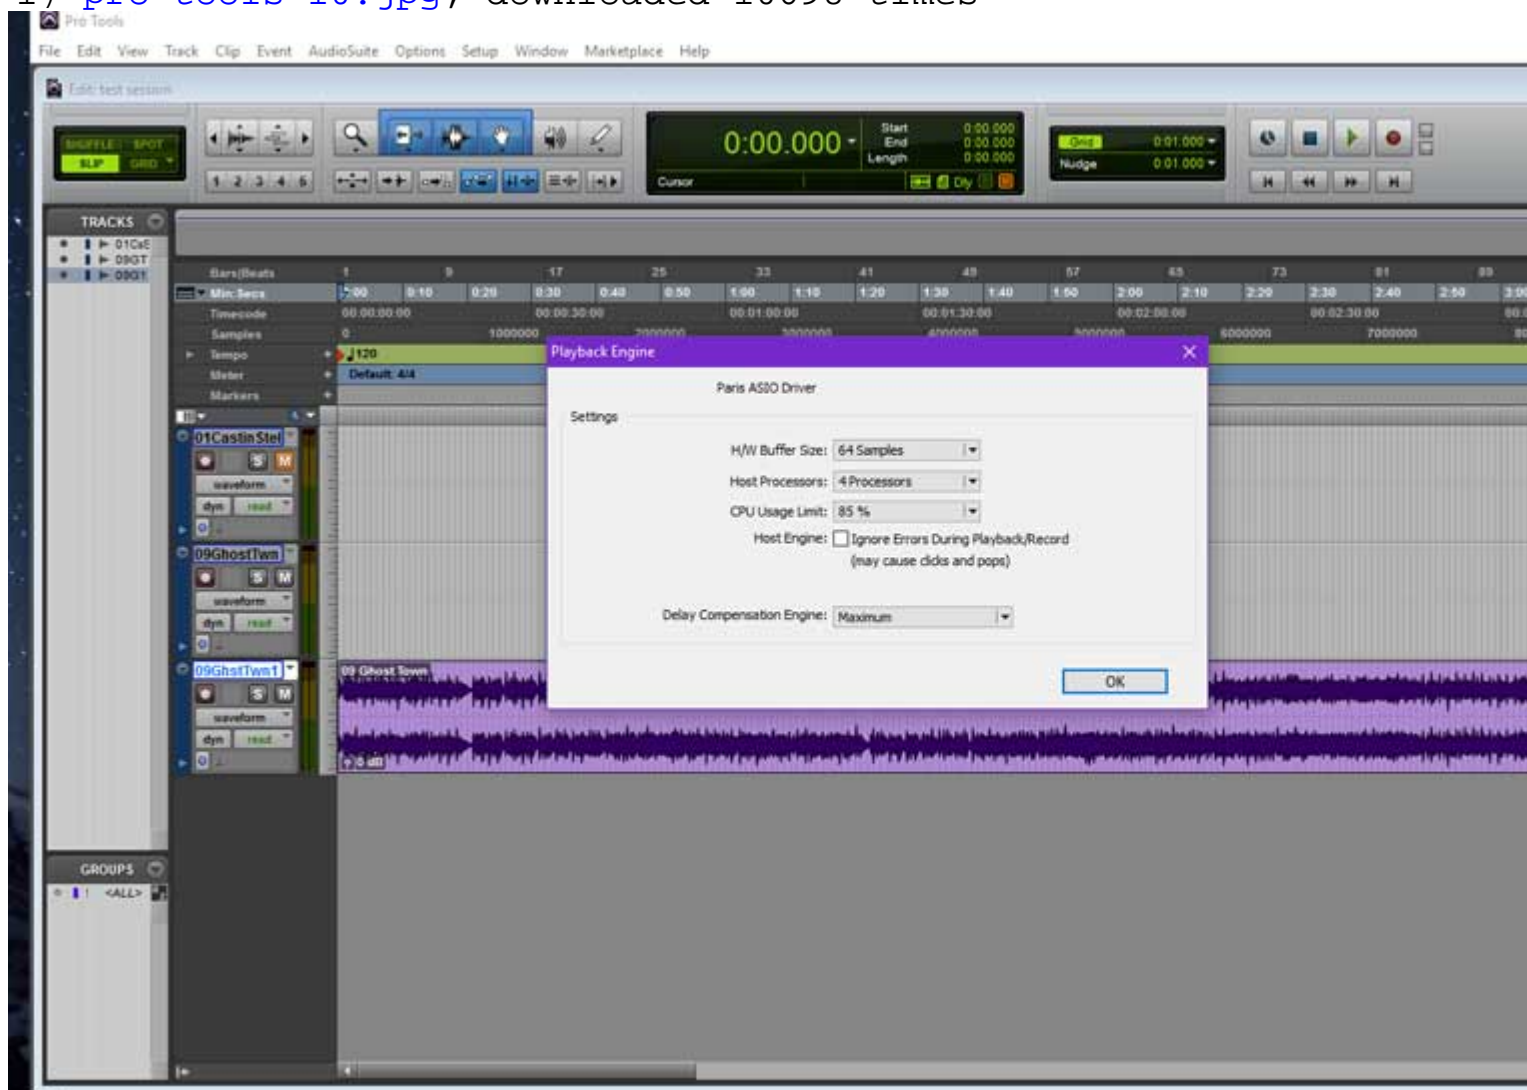 Pro Tools
File Edit View Track Clip Event AudioSuite Options Setup Window Marketplace Help
Edit: test session
SHUFFLE SPOT
SLIP GRID
1 2 3 4 5
0:00.000
Start 0:00.000
End 0:00.000
Length 0:00.000
Cursor
Dly
Grid 0:01.000
Nudge 0:01.000
TRACKS
09GT
Bars|Beats 1 9 17 25 33 41 49 57 65 73 81 89
Min:Secs 0:10 0:20 0:30 0:40 0:50 1:00 1:10 1:20 1:30 1:40 1:50 2:00 2:10 2:20 2:30 2:40 2:50
Timecode 00:00:00:00 00:00:30:00 00:01:00:00 00:01:30:00 00:02:00:00 00:02:30:00
Samples 0 1000000 2000000 3000000 4000000 5000000 6000000 7000000
Tempo 120
Meter Default: 4/4
Markers
Playback Engine
Paris ASIO Driver
Settings
H/W Buffer Size: 64 Samples
Host Processors: 4 Processors
CPU Usage Limit: 85 %
Host Engine: Ignore Errors During Playback/Record
(may cause clicks and pops)
Delay Compensation Engine: Maximum
OK
01CastinStel
S M
waveform
dyn read
09GhostTwn
S M
waveform
dyn read
09GhstTwn1
S M
waveform
dyn read
09 Ghost Town
0 dB
GROUPS
! <ALL>